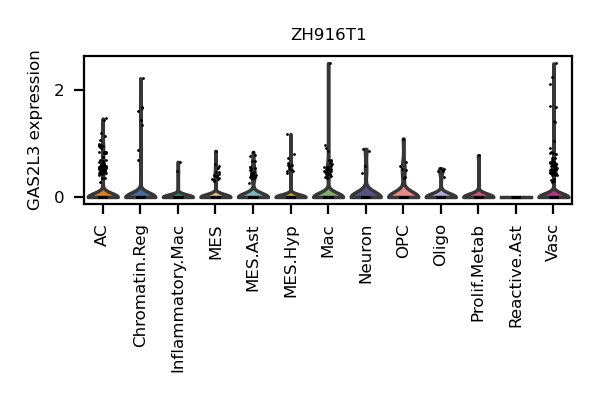 ZH916T1
GAS2L3 expression
2
0
AC
Chromatin.Reg
Inflammatory.Mac
MES
MES.Ast
MES.Hyp
Mac
Neuron
OPC
Oligo
Prolif.Metab
Reactive.Ast
Vasc